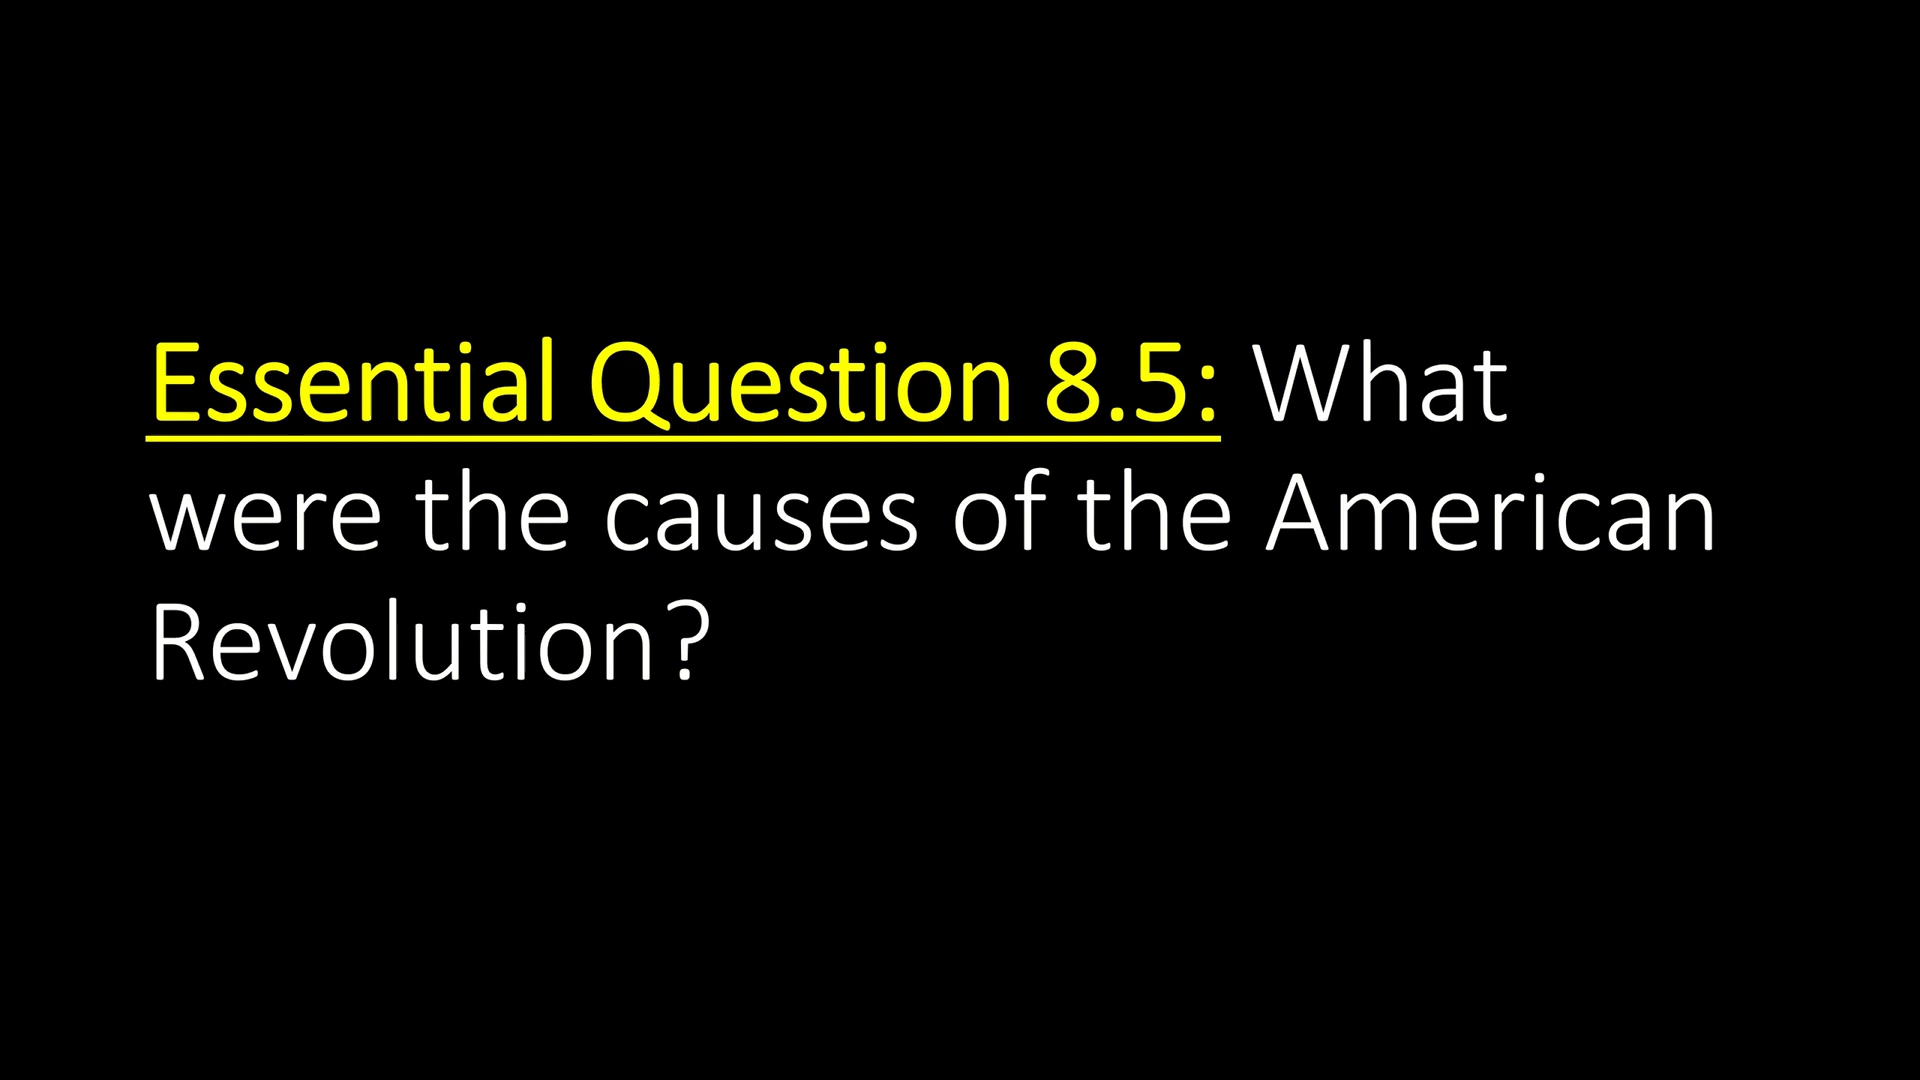 Essential Question 8.5: What
were the causes of the American
Revolution?